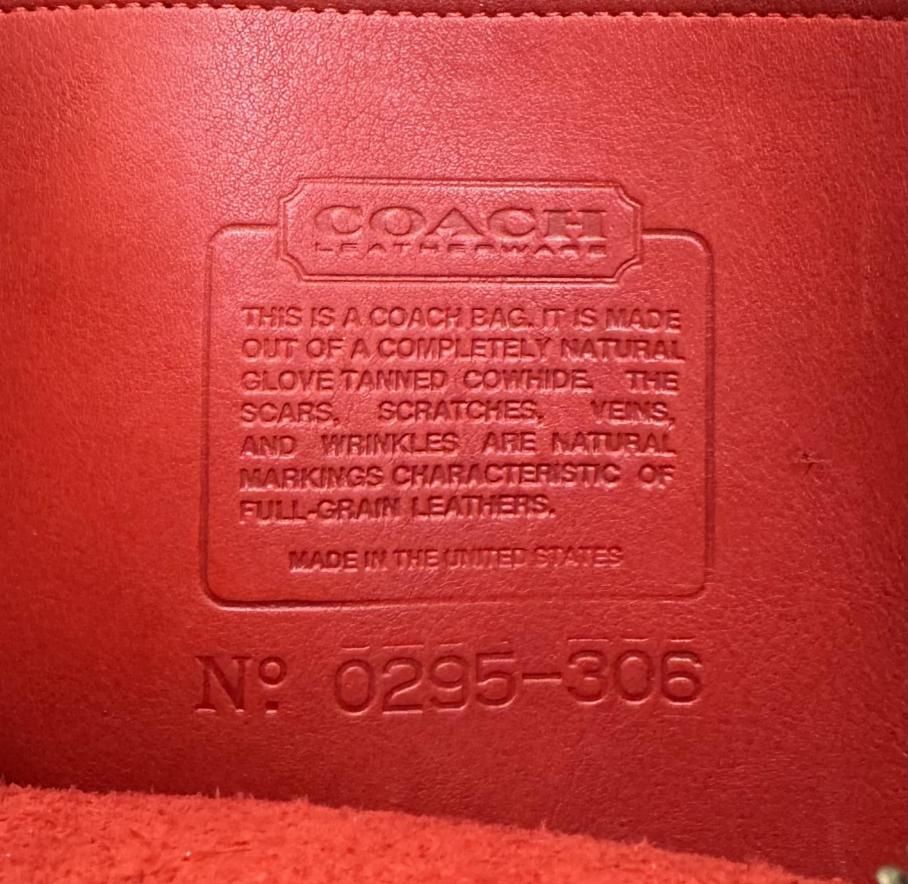 COACH
LEATHERWARE
THIS IS A COACH BAG. IT IS MADE
OUT OF A COMPLETELY NATURAL
GLOVE TANNED COWHIDE. THE
SCARS, SCRATCHES, VEINS,
AND WRINKLES ARE NATURAL
MARKINGS CHARACTERISTIC OF
FULL-GRAIN LEATHERS.
MADE IN THE UNITED STATES
Nº 0295-306